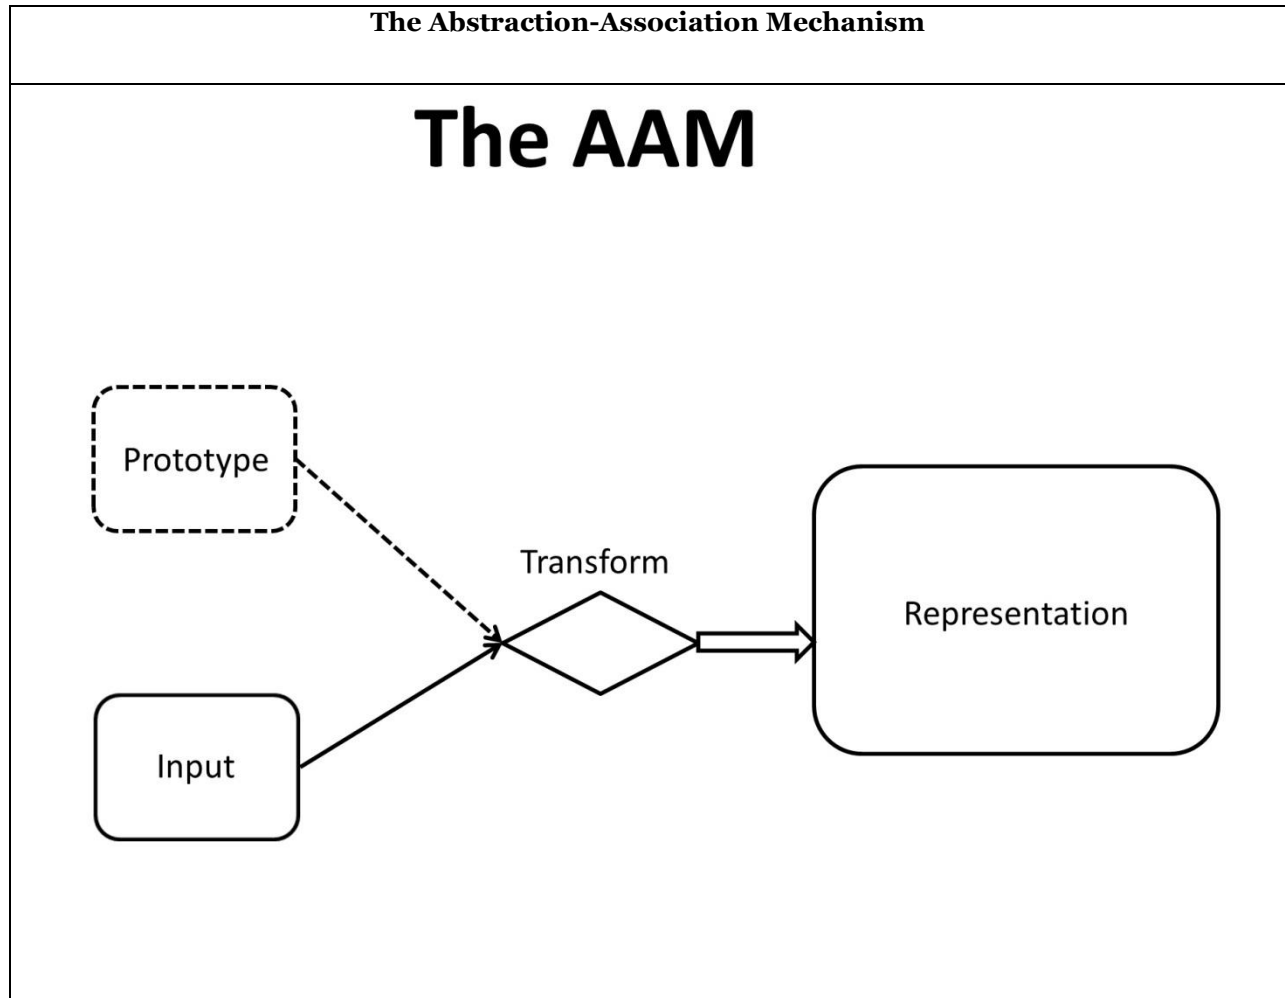 The Abstraction-Association Mechanism
The AAM
Prototype
Transform
Representation
Input